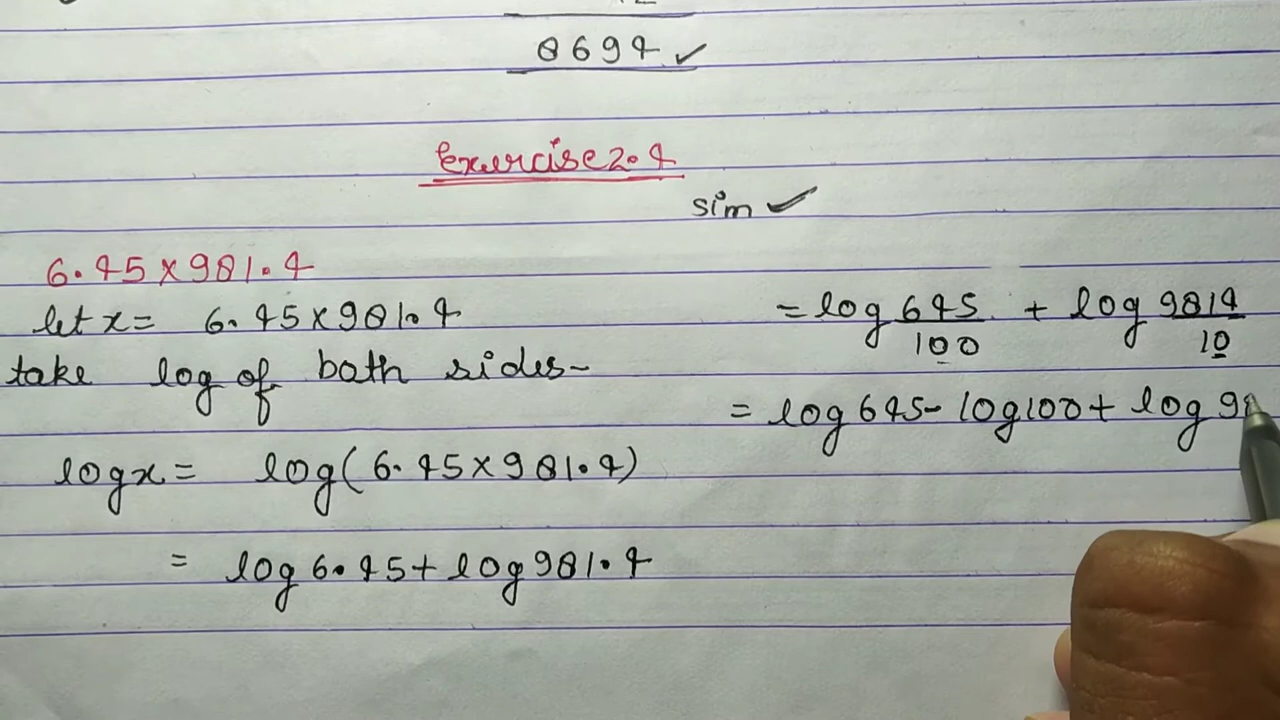 8694 ✓
Exercise 2.4
sim ✓
6.45×981.4
let x = 6.45×981.4
take log of both sides-
log x = log(6.45×981.4)
= log 6.45 + log 981.4
= log 645/100 + log 9814/10
= log 645 - log 100 + log 98